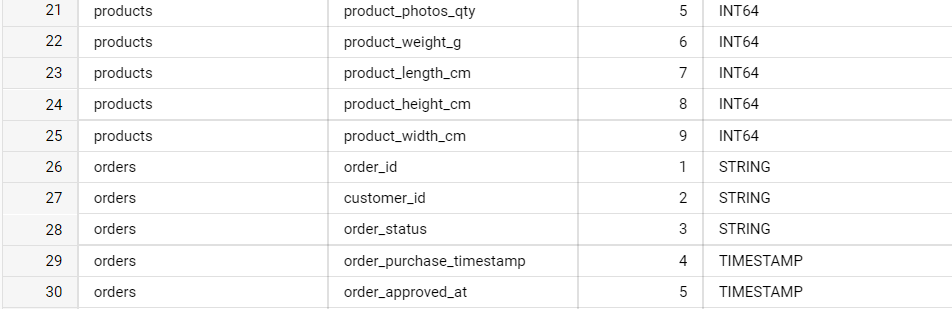 21 products product_photos_qty 5 INT64
22 products product_weight_g 6 INT64
23 products product_length_cm 7 INT64
24 products product_height_cm 8 INT64
25 products product_width_cm 9 INT64
26 orders order_id 1 STRING
27 orders customer_id 2 STRING
28 orders order_status 3 STRING
29 orders order_purchase_timestamp 4 TIMESTAMP
30 orders order_approved_at 5 TIMESTAMP